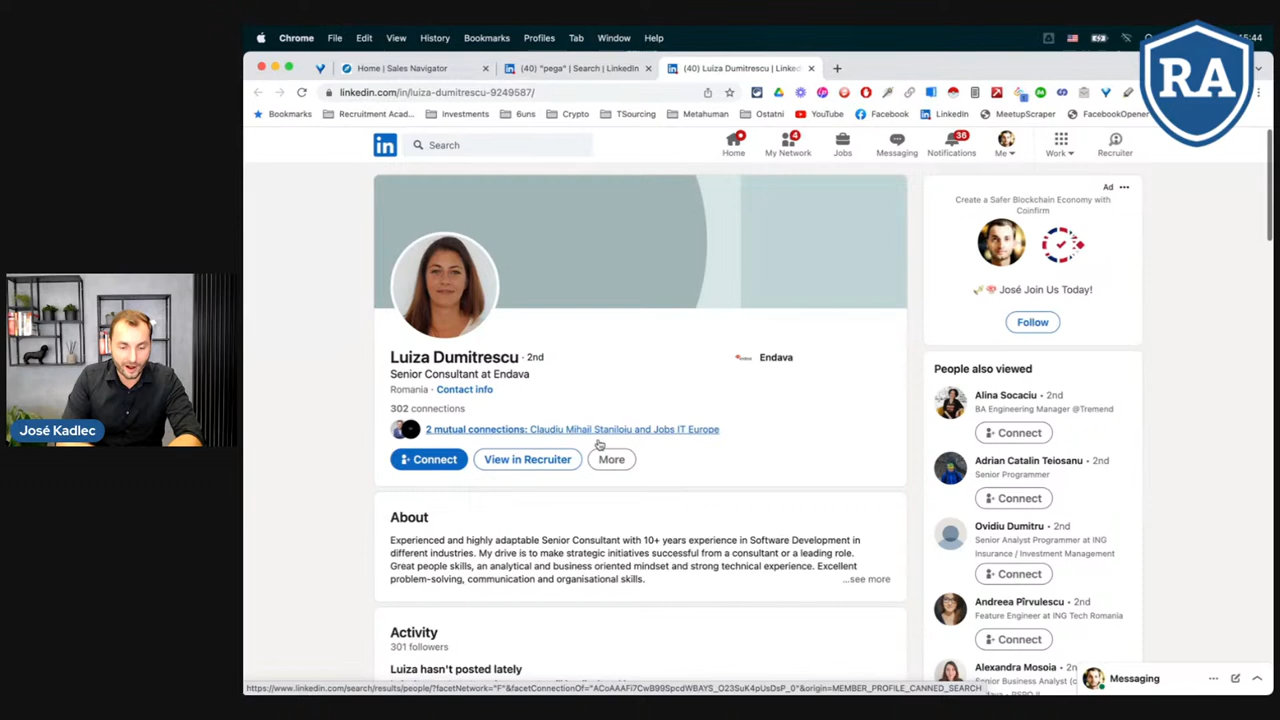 Chrome File Edit View History Bookmarks Profiles Tab Window Help
15:44
RA
Home | Sales Navigator
(40) "pega" | Search | LinkedIn
(40) Luiza Dumitrescu | Linked
linkedin.com/in/luiza-dumitrescu-9249587/
Bookmarks Recruitment Acad... Investments 6uns Crypto TSourcing Metahuman Ostatni YouTube Facebook Linkedin MeetupScraper FacebookOpener
in Search
4 36
Home My Network Jobs Messaging Notifications Me Work Recruiter
Luiza Dumitrescu · 2nd
Senior Consultant at Endava
Romania · Contact info
302 connections
2 mutual connections: Claudiu Mihail Staniloiu and Jobs IT Europe
Connect View in Recruiter More
Endava
About
Experienced and highly adaptable Senior Consultant with 10+ years experience in Software Development in
different industries. My drive is to make strategic initiatives successful from a consultant or a leading role.
Great people skills, an analytical and business oriented mindset and strong technical experience. Excellent
problem-solving, communication and organisational skills. ...see more
Activity
301 followers
Luiza hasn't posted lately
Ad
Create a Safer Blockchain Economy with
Coinfirm
José Join Us Today!
Follow
People also viewed
Alina Socaciu • 2nd
BA Engineering Manager @Tremend
Connect
Adrian Catalin Teiosanu • 2nd
Senior Programmer
Connect
Ovidiu Dumitru • 2nd
Senior Analyst Programmer at ING
Insurance / Investment Management
Connect
Andreea Pîrvulescu • 2nd
Feature Engineer at ING Tech Romania
Connect
Alexandra Mosoia
Senior Business Analyst
Messaging
José Kadlec